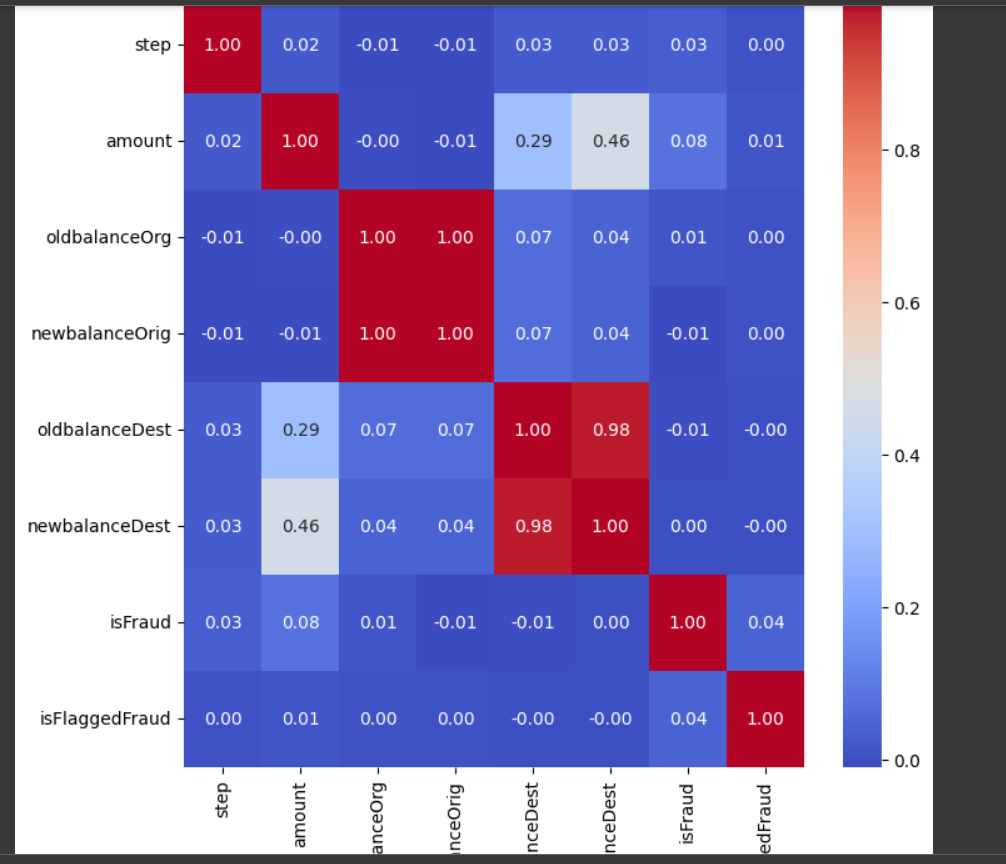 step 1.00 0.02 -0.01 -0.01 0.03 0.03 0.03 0.00
0.8
amount 0.02 1.00 -0.00 -0.01 0.29 0.46 0.08 0.01
oldbalanceOrg -0.01 -0.00 1.00 1.00 0.07 0.04 0.01 0.00
0.6
newbalanceOrig -0.01 -0.01 1.00 1.00 0.07 0.04 -0.01 0.00
oldbalanceDest 0.03 0.29 0.07 0.07 1.00 0.98 -0.01 -0.00
0.4
newbalanceDest 0.03 0.46 0.04 0.04 0.98 1.00 0.00 -0.00
0.2
isFraud 0.03 0.08 0.01 -0.01 -0.01 0.00 1.00 0.04
isFlaggedFraud 0.00 0.01 0.00 0.00 -0.00 -0.00 0.04 1.00
0.0
step
amount
anceOrg
nceOrig
nceDest
nceDest
isFraud
edFraud